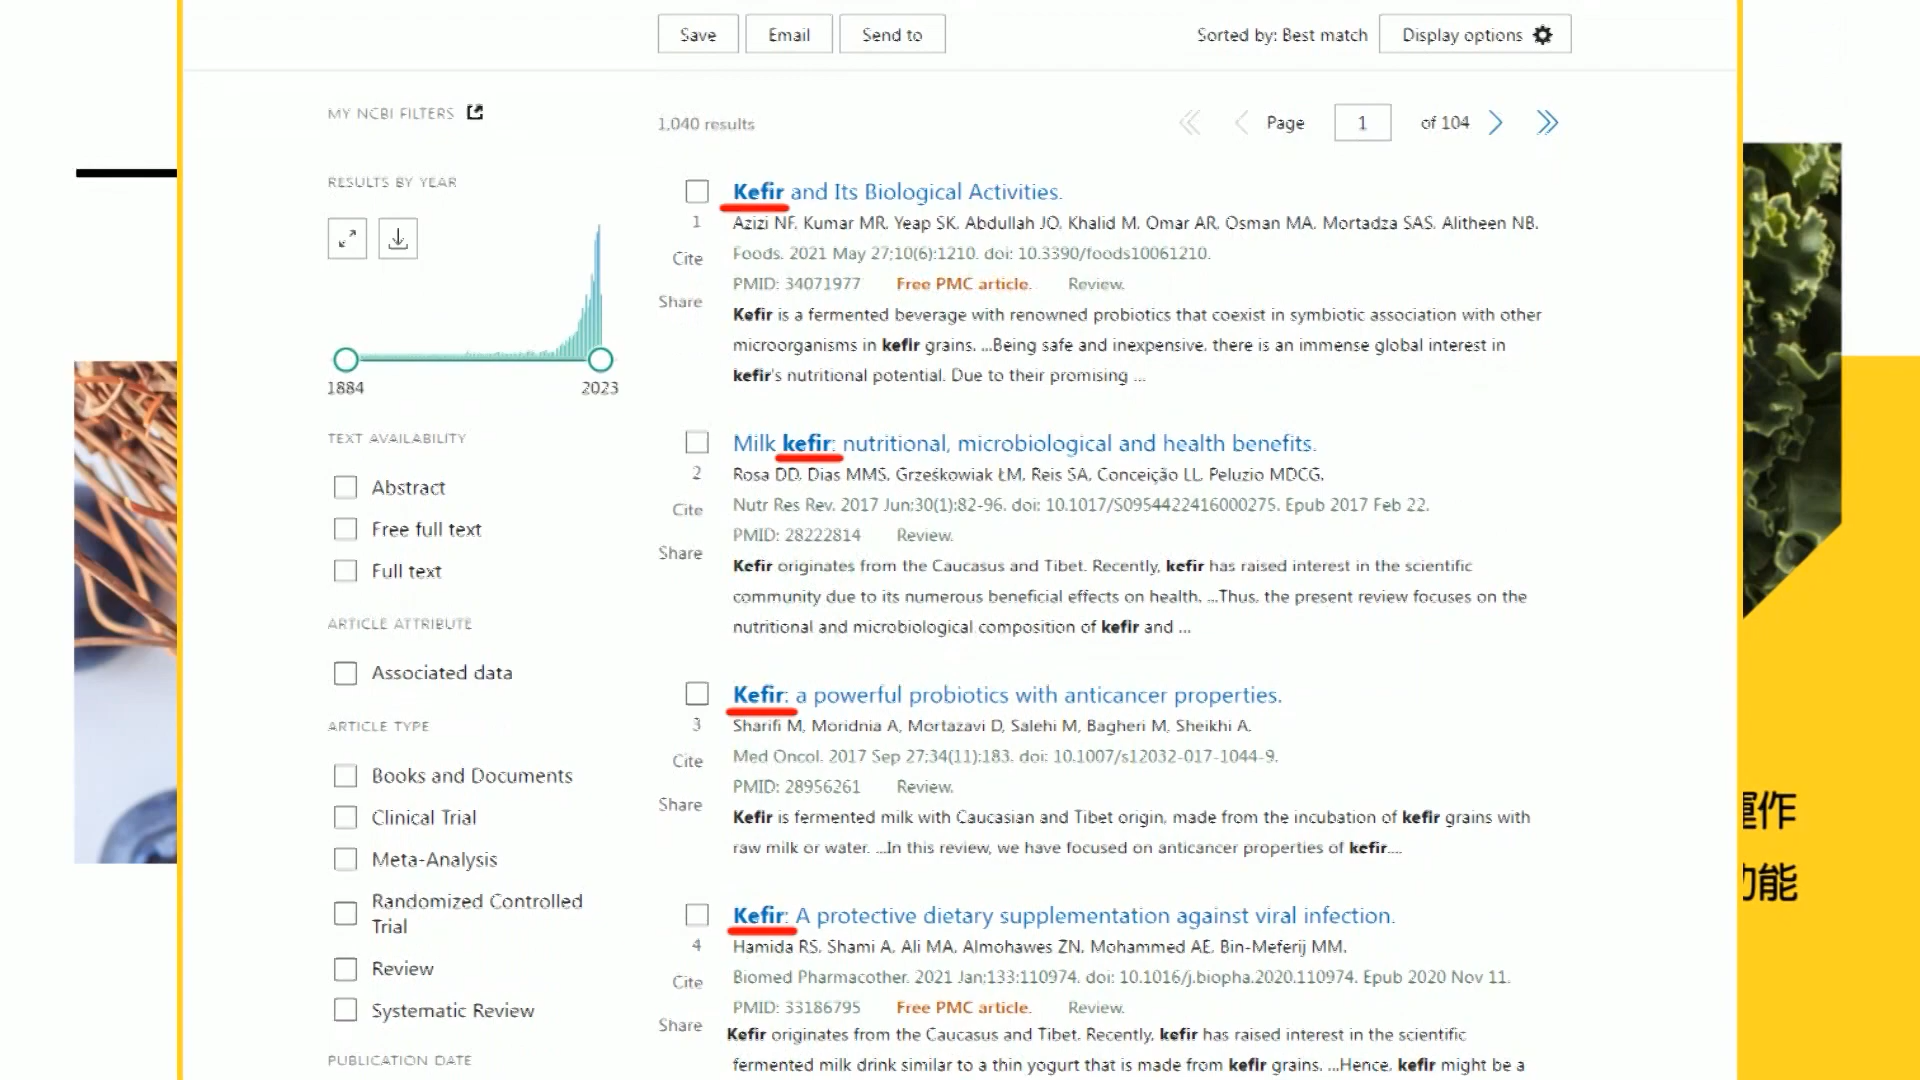 Save Email Send to Sorted by: Best match Display options
MY NCBI FILTERS
1,040 results
Page 1 of 104
RESULTS BY YEAR
1884 2023
TEXT AVAILABILITY
Abstract
Free full text
Full text
ARTICLE ATTRIBUTE
Associated data
ARTICLE TYPE
Books and Documents
Clinical Trial
Meta-Analysis
Randomized Controlled
Trial
Review
Systematic Review
PUBLICATION DATE
Kefir and Its Biological Activities.
1
Azizi NF, Kumar MR, Yeap SK, Abdullah JO, Khalid M, Omar AR, Osman MA, Mortadza SAS, Alitheen NB.
Cite
Foods. 2021 May 27;10(6):1210. doi: 10.3390/foods10061210.
PMID: 34071977 Free PMC article. Review.
Share
Kefir is a fermented beverage with renowned probiotics that coexist in symbiotic association with other
microorganisms in kefir grains. ...Being safe and inexpensive, there is an immense global interest in
kefir's nutritional potential. Due to their promising ...
Milk kefir: nutritional, microbiological and health benefits.
2
Rosa DD, Dias MMS, Grześkowiak ŁM, Reis SA, Conceição LL, Peluzio MDCG.
Cite
Nutr Res Rev. 2017 Jun;30(1):82-96. doi: 10.1017/S0954422416000275. Epub 2017 Feb 22.
PMID: 28222814 Review.
Share
Kefir originates from the Caucasus and Tibet. Recently, kefir has raised interest in the scientific
community due to its numerous beneficial effects on health. ...Thus, the present review focuses on the
nutritional and microbiological composition of kefir and ...
Kefir: a powerful probiotics with anticancer properties.
3
Sharifi M, Moridnia A, Mortazavi D, Salehi M, Bagheri M, Sheikhi A.
Cite
Med Oncol. 2017 Sep 27;34(11):183. doi: 10.1007/s12032-017-1044-9.
PMID: 28956261 Review.
Share
Kefir is fermented milk with Caucasian and Tibet origin, made from the incubation of kefir grains with
raw milk or water. ...In this review, we have focused on anticancer properties of kefir....
Kefir: A protective dietary supplementation against viral infection.
4
Hamida RS, Shami A, Ali MA, Almohawes ZN, Mohammed AE, Bin-Meferij MM.
Cite
Biomed Pharmacother. 2021 Jan;133:110974. doi: 10.1016/j.biopha.2020.110974. Epub 2020 Nov 11.
PMID: 33186795 Free PMC article. Review.
Share
Kefir originates from the Caucasus and Tibet. Recently, kefir has raised interest in the scientific
fermented milk drink similar to a thin yogurt that is made from kefir grains. ...Hence, kefir might be a
運作
功能